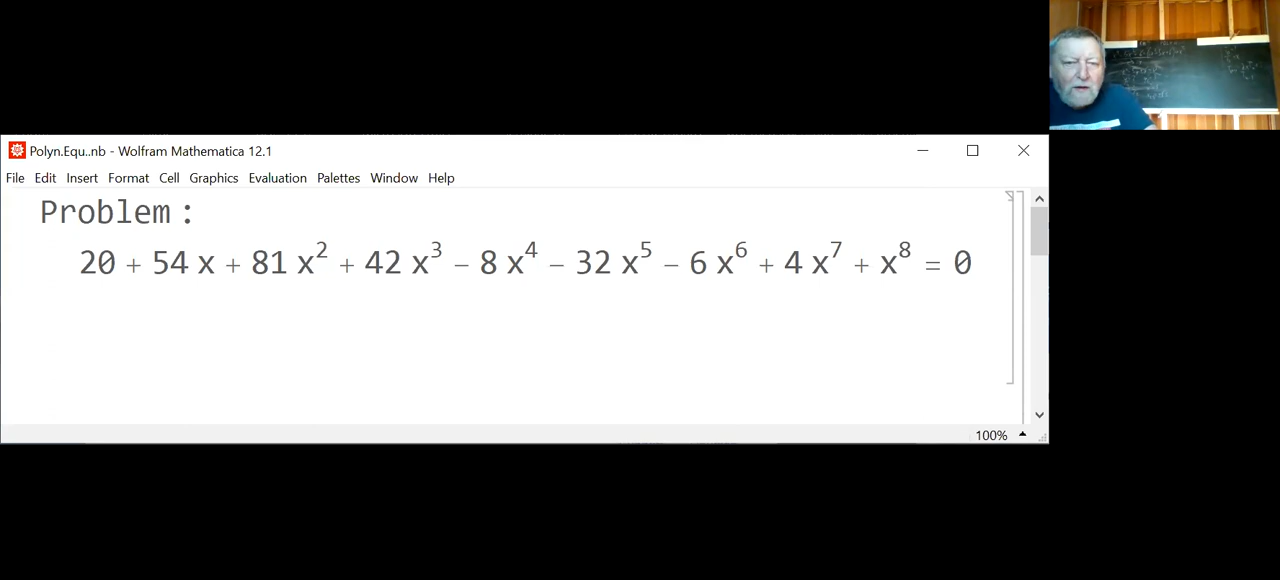 Polyn.Equ..nb - Wolfram Mathematica 12.1
File Edit Insert Format Cell Graphics Evaluation Palettes Window Help
Problem :
20 + 54 x + 81 x² + 42 x³ − 8 x⁴ − 32 x⁵ − 6 x⁶ + 4 x⁷ + x⁸ = 0
100%